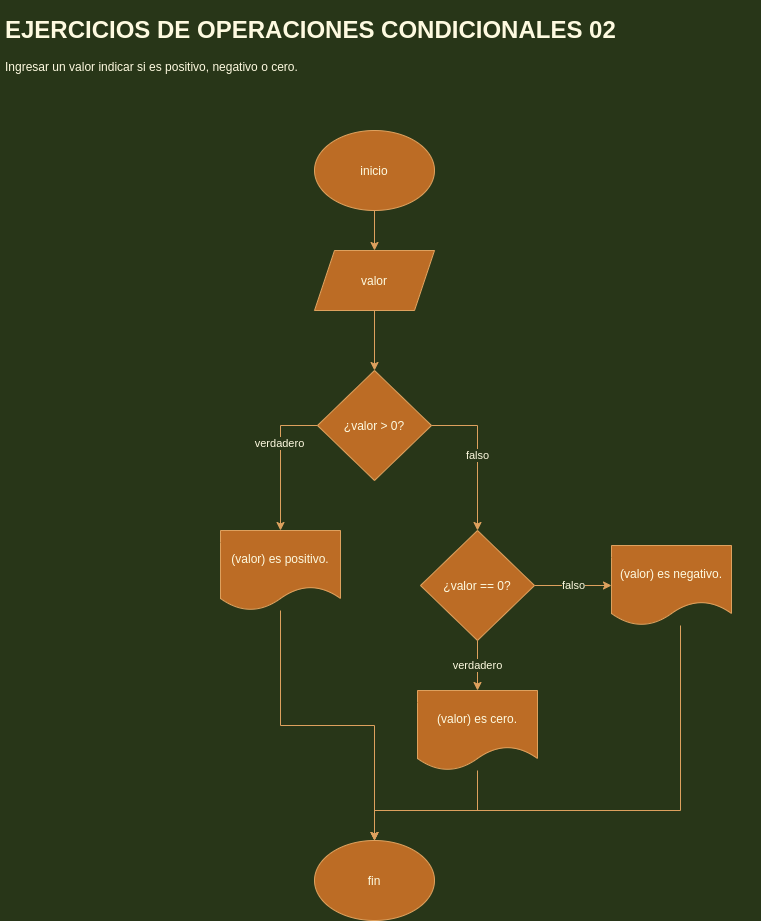 EJERCICIOS DE OPERACIONES CONDICIONALES 02
Ingresar un valor indicar si es positivo, negativo o cero.
inicio
valor
¿valor > 0?
verdadero
falso
(valor) es positivo.
¿valor == 0?
falso
(valor) es negativo.
verdadero
(valor) es cero.
fin